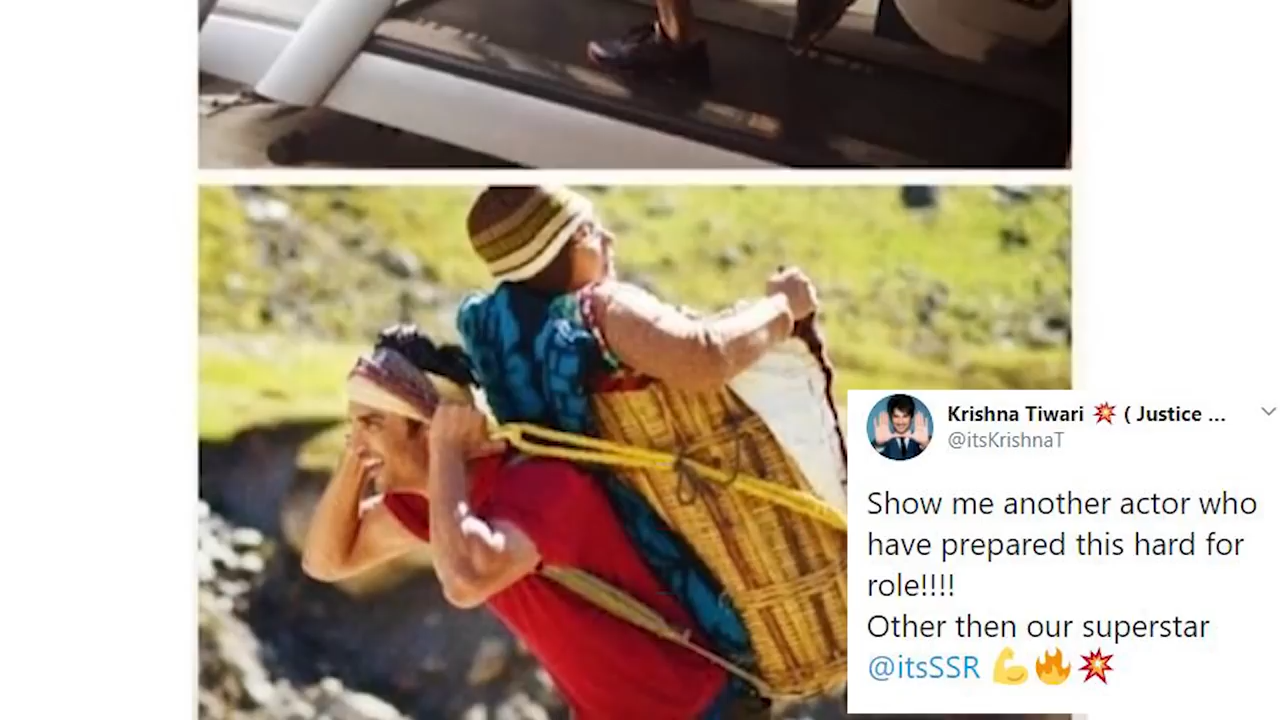 Krishna Tiwari 💥 ( Justice ...
@itsKrishnaT
Show me another actor who
have prepared this hard for
role!!!!
Other then our superstar
@itsSSR 💪🔥💥